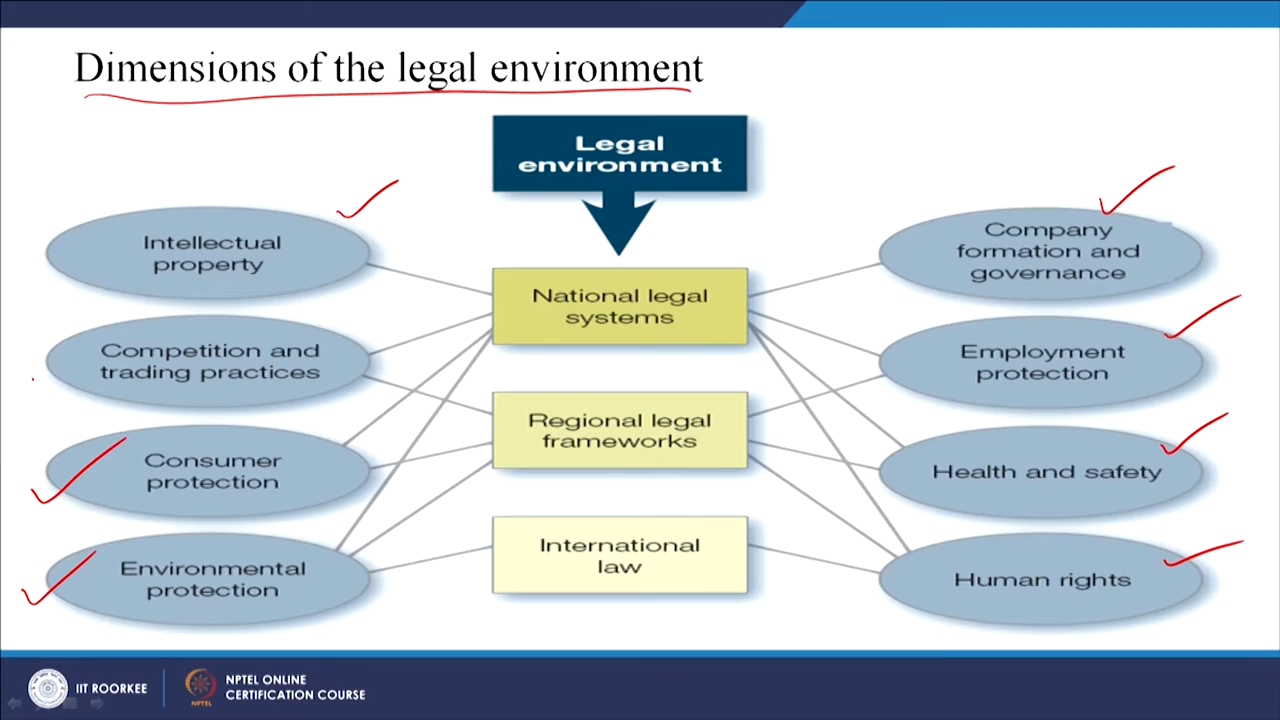 Dimensions of the legal environment
Legal
environment
Intellectual
property
Competition and
trading practices
Consumer
protection
Environmental
protection
National legal
systems
Regional legal
frameworks
International
law
Company
formation and
governance
Employment
protection
Health and safety
Human rights
IIT ROORKEE
NPTEL
NPTEL ONLINE
CERTIFICATION COURSE